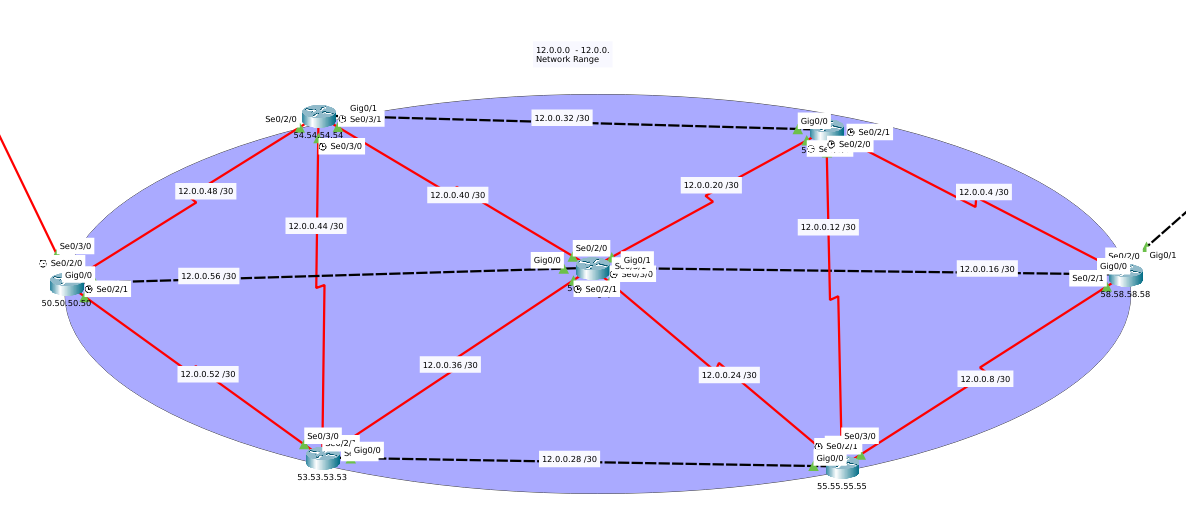 12.0.0.0 - 12.0.0.
Network Range
Gig0/1
Se0/2/0
Se0/3/1
54.54.54.54
Se0/3/0
12.0.0.32 /30
Gig0/0
Se0/2/1
Se0/2/0
12.0.0.48 /30
12.0.0.40 /30
12.0.0.20 /30
12.0.0.4 /30
12.0.0.44 /30
12.0.0.12 /30
Se0/3/0
Se0/2/0
Gig0/0
Se0/2/1
50.50.50.50
12.0.0.56 /30
Se0/2/0
Gig0/0
Gig0/1
Se0/3/0
Se0/2/1
12.0.0.16 /30
Se0/2/0
Gig0/1
Gig0/0
Se0/2/1
58.58.58.58
12.0.0.52 /30
12.0.0.36 /30
12.0.0.24 /30
12.0.0.8 /30
Se0/3/0
Gig0/0
53.53.53.53
12.0.0.28 /30
Se0/3/0
Se0/2/1
Gig0/0
55.55.55.55